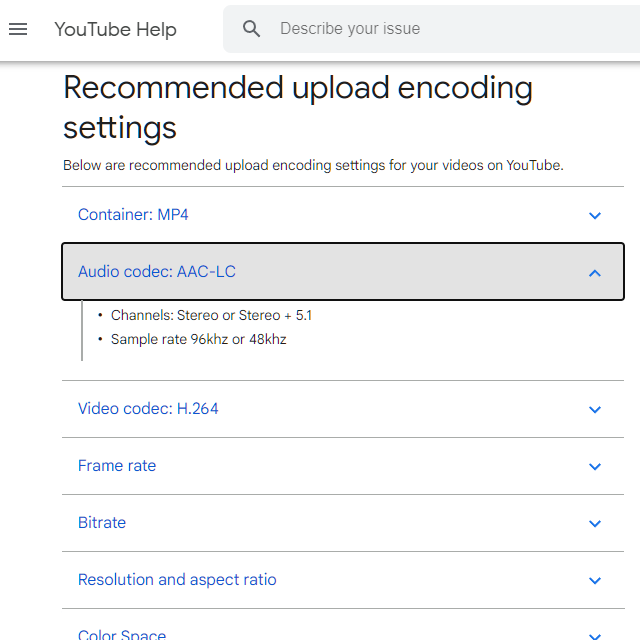 YouTube Help
Describe your issue
Recommended upload encoding
settings
Below are recommended upload encoding settings for your videos on YouTube.
Container: MP4
Audio codec: AAC-LC
• Channels: Stereo or Stereo + 5.1
• Sample rate 96khz or 48khz
Video codec: H.264
Frame rate
Bitrate
Resolution and aspect ratio
Color Space